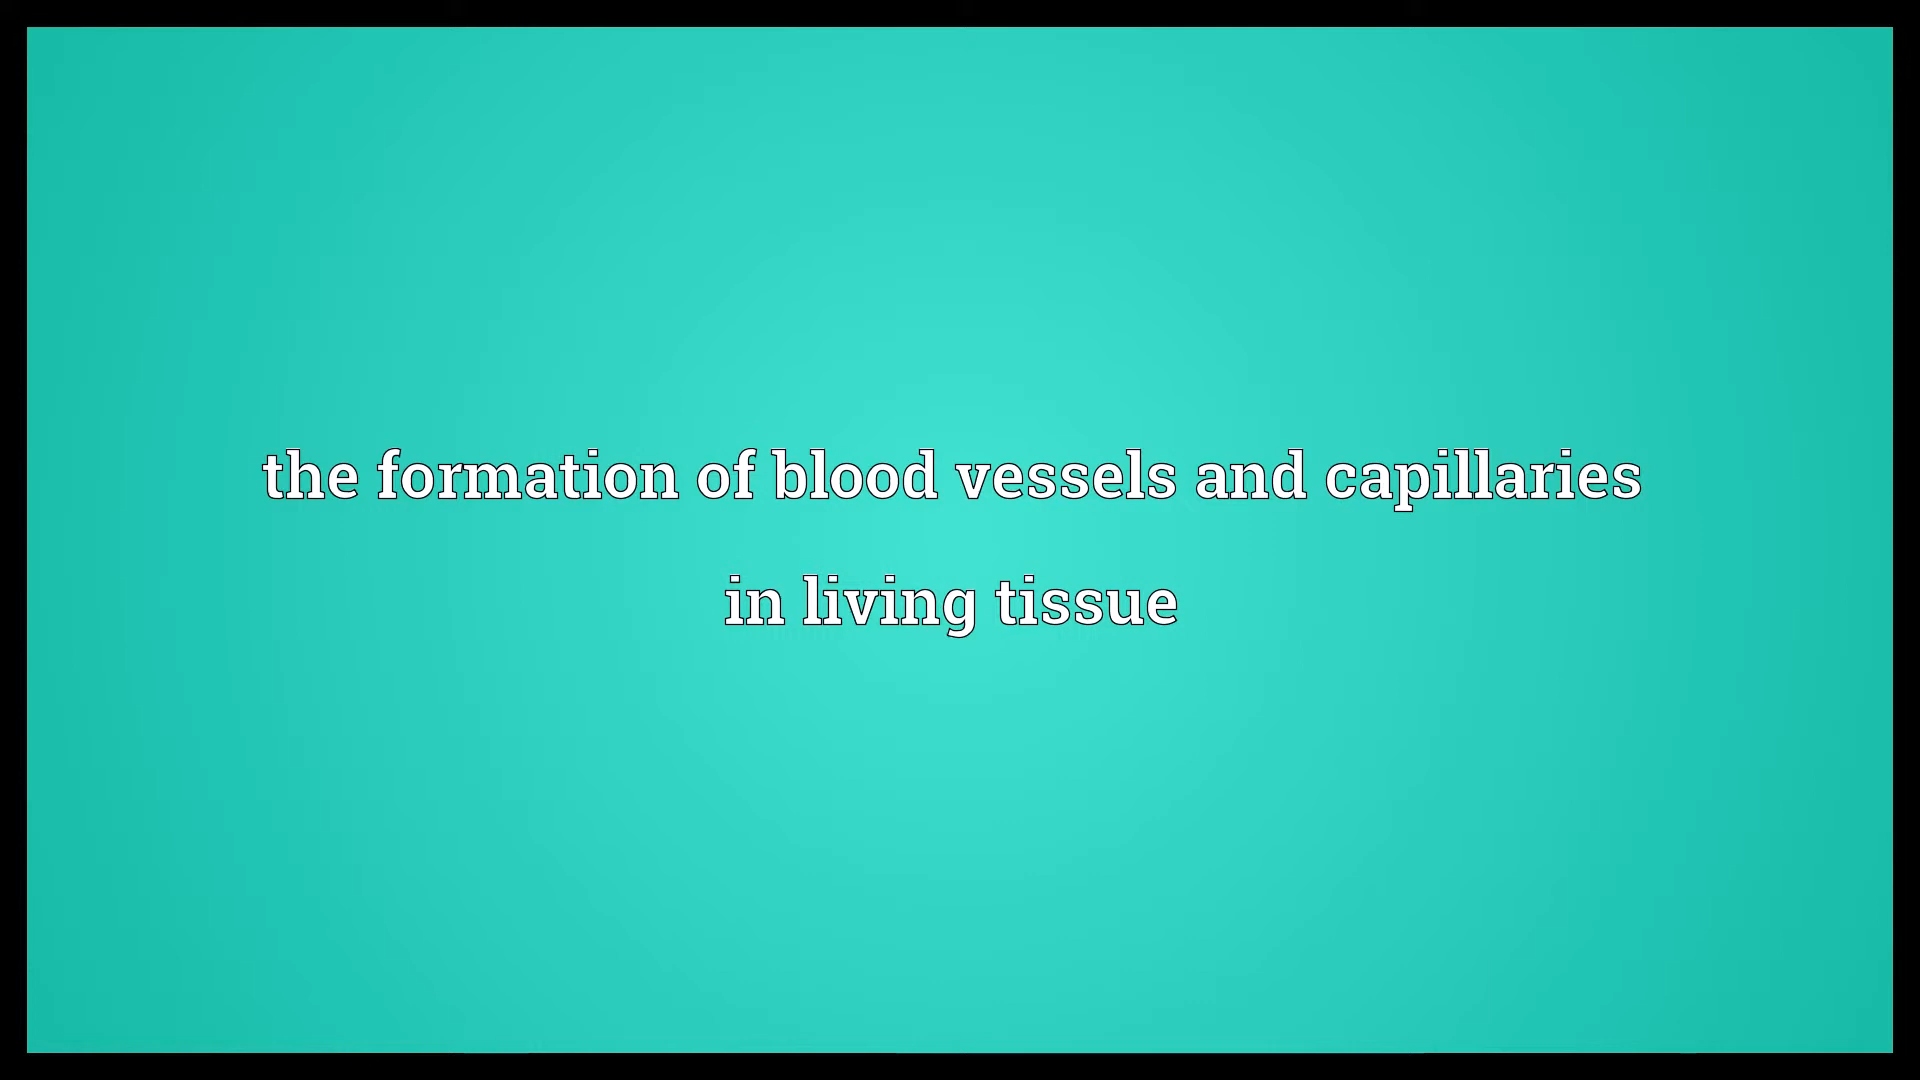 the formation of blood vessels and capillaries
in living tissue